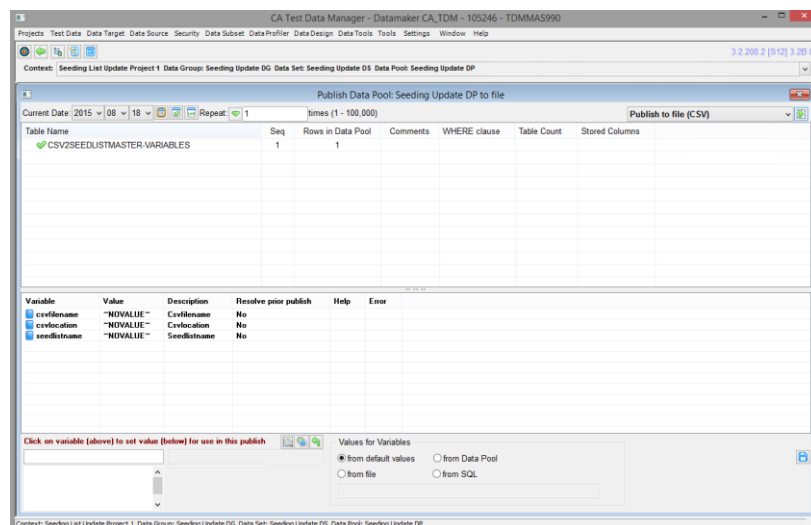 CA Test Data Manager - Datamaker CA_TDM - 105246 - TDMMAS990
Projects Test Data Data Target Data Source Security Data Subset Data Profiler Data Design Data Tools Tools Settings Window Help
3.2.200.2 [S12] 3.2B
Context: Seeding List Update Project 1 Data Group: Seeding Update DG Data Set: Seeding Update DS Data Pool: Seeding Update DP
Publish Data Pool: Seeding Update DP to file
Current Date: 2015 08 18 Repeat: 1 times (1 - 100,000) Publish to file (CSV)
Table Name Seq Rows in Data Pool Comments WHERE clause Table Count Stored Columns
CSV2SEEDLISTMASTER-VARIABLES 1 1
Variable Value Description Resolve prior publish Help Error
csvfilename ~NOVALUE~ Csvfilename No
csvlocation ~NOVALUE~ Csvlocation No
seedlistname ~NOVALUE~ Seedlistname No
Click on variable (above) to set value (below) for use in this publish Values for Variables
from default values from Data Pool
from file from SQL
Context: Seeding List Update Project 1 Data Group: Seeding Update DG Data Set: Seeding Update DS Data Pool: Seeding Update DP